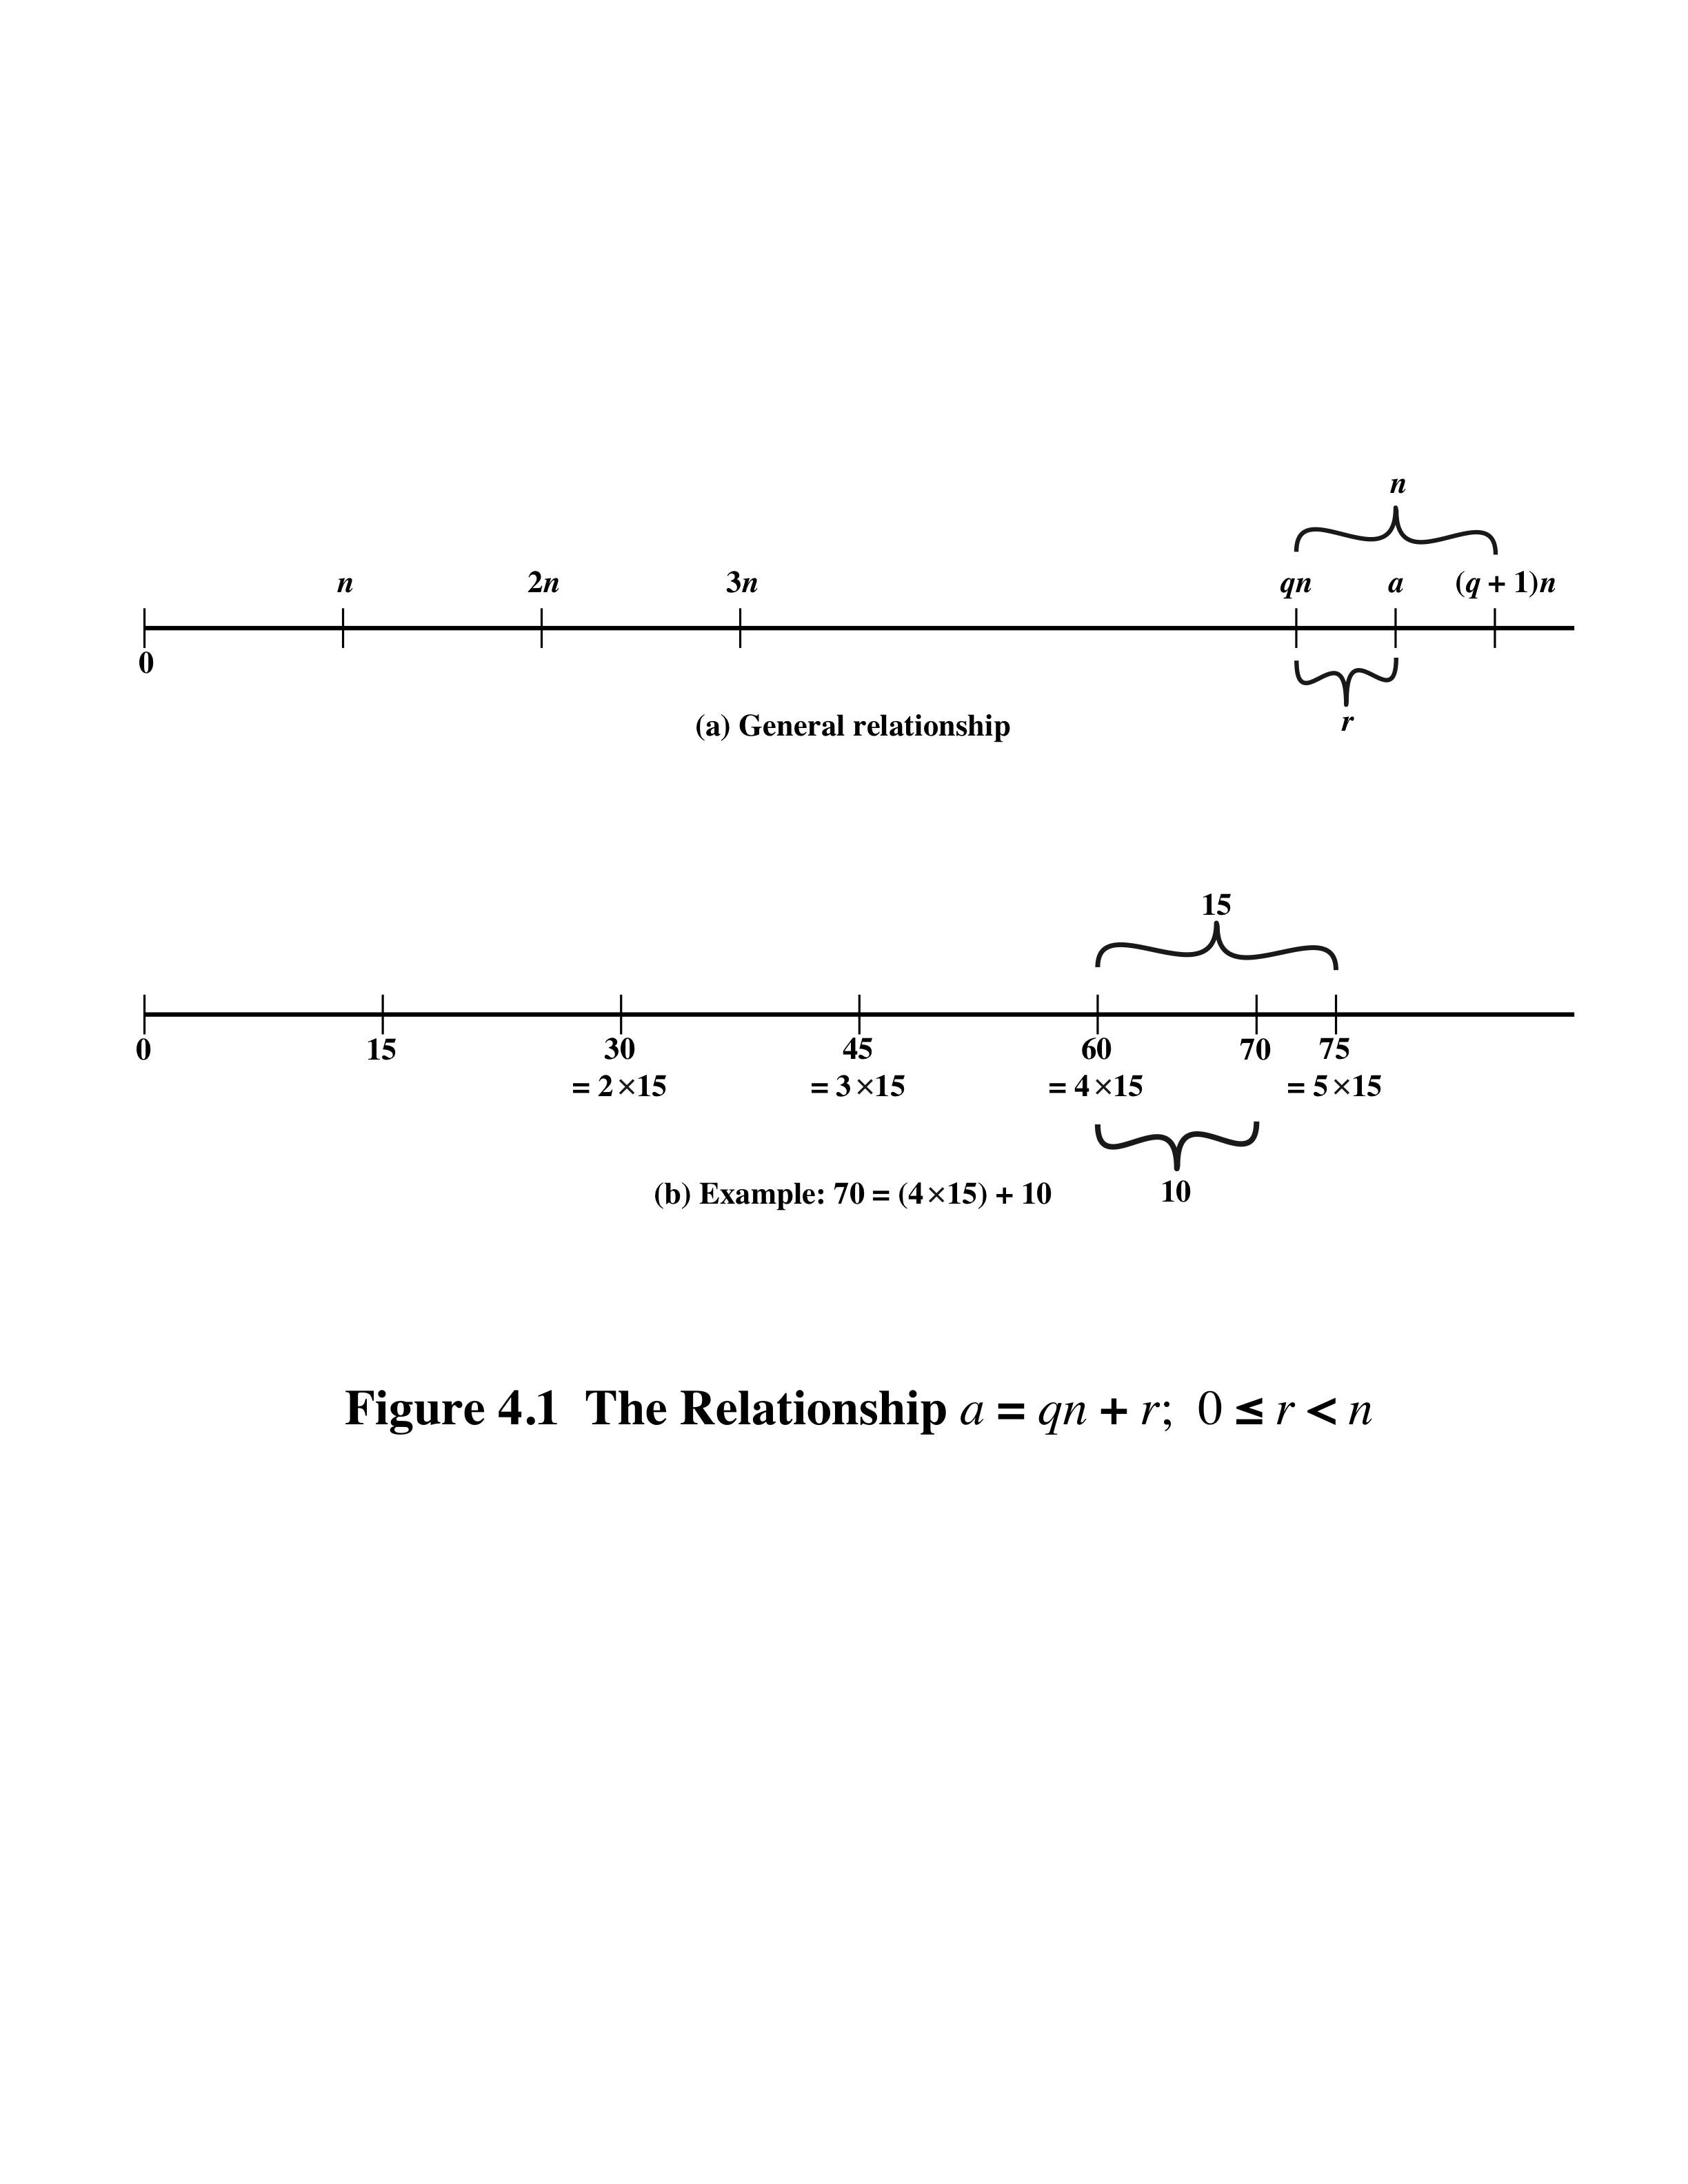 n
n 2n 3n qn a (q + 1)n
0
r
(a) General relationship
15
0 15 30 45 60 70 75
= 2×15 = 3×15 = 4×15 = 5×15
10
(b) Example: 70 = (4×15) + 10
Figure 4.1 The Relationship a = qn + r; 0 ≤ r < n